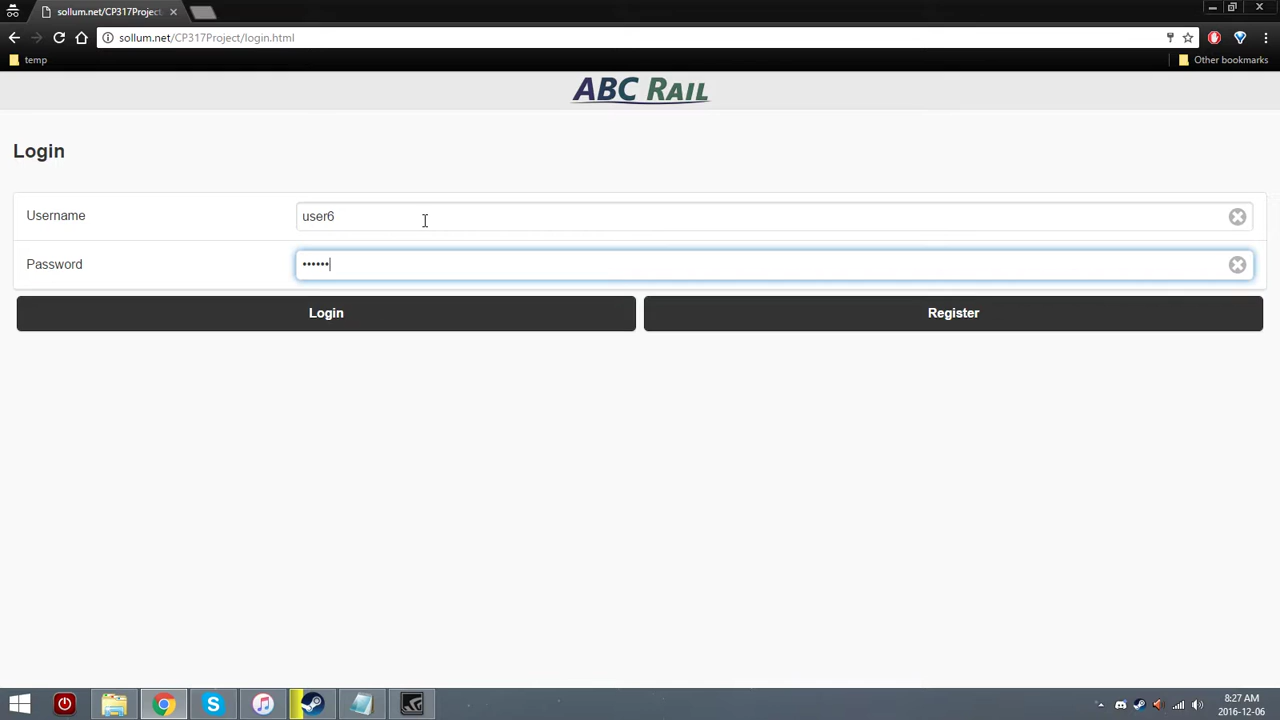 sollum.net/CP317Project
sollum.net/CP317Project/login.html
temp
Other bookmarks
ABC RAIL
Login
Username
user6
Password
••••••
Login
Register
8:27 AM
2016-12-06